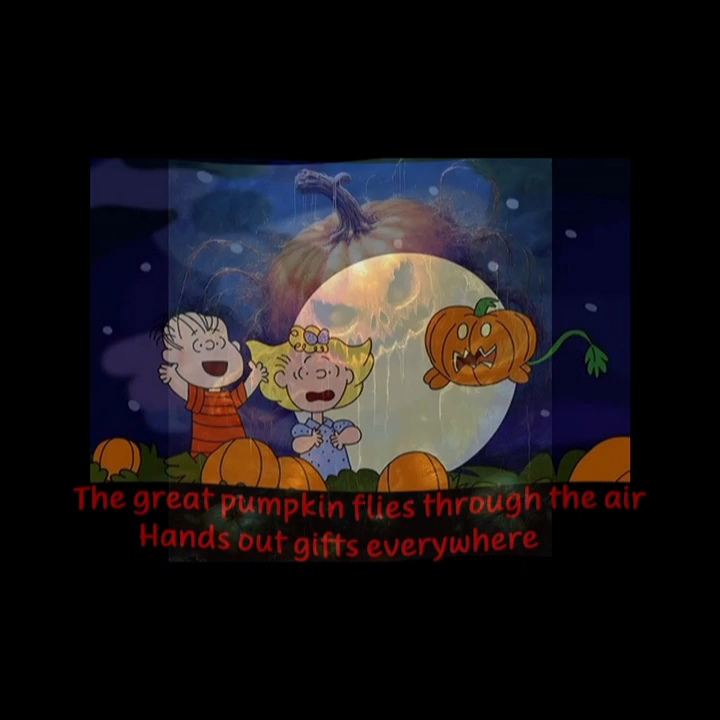 The great pumpkin flies through the air
Hands out gifts everywhere